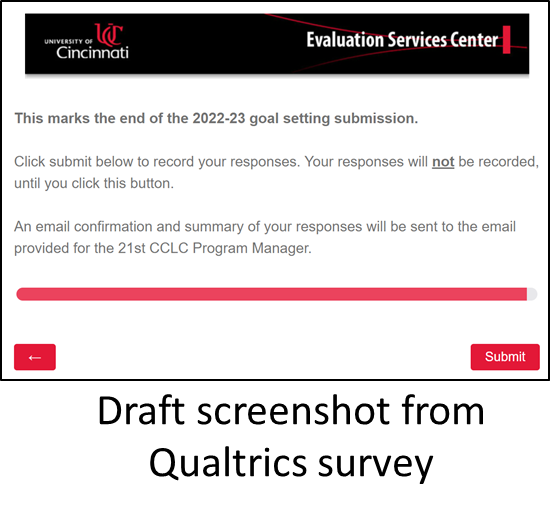 UNIVERSITY OF
Cincinnati
Evaluation Services Center
This marks the end of the 2022-23 goal setting submission.
Click submit below to record your responses. Your responses will not be recorded,
until you click this button.
An email confirmation and summary of your responses will be sent to the email
provided for the 21st CCLC Program Manager.
←
Submit
Draft screenshot from
Qualtrics survey